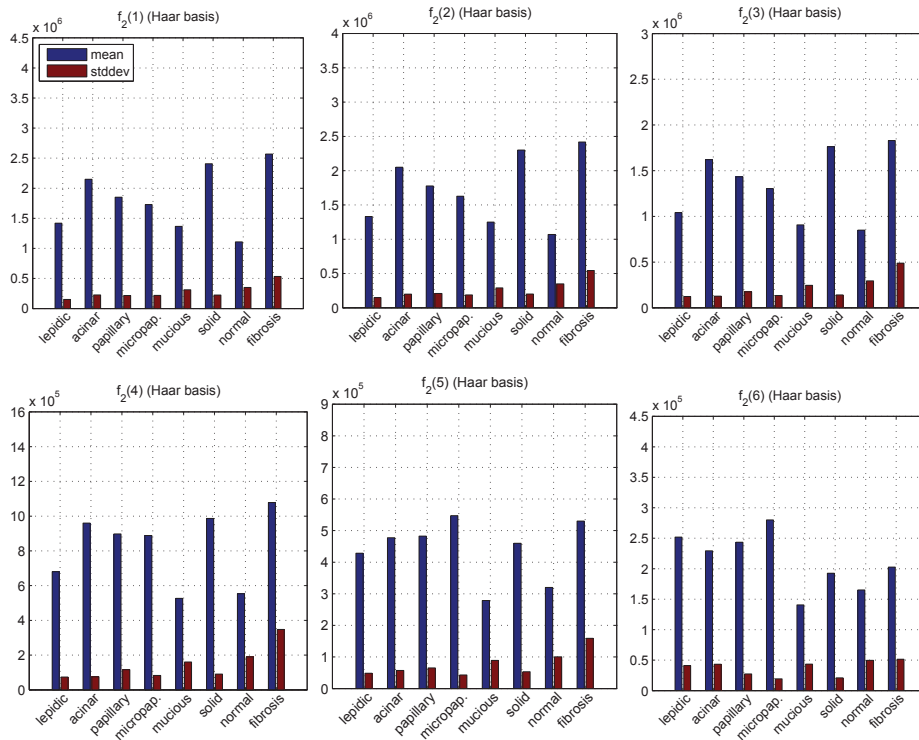 f2(1) (Haar basis)
x 10^6
4.5
4
3.5
3
2.5
2
1.5
1
0.5
0
mean
stddev
lepidic
acinar
papillary
micropap.
mucious
solid
normal
fibrosis
f2(2) (Haar basis)
x 10^6
4
3.5
3
2.5
2
1.5
1
0.5
0
lepidic
acinar
papillary
micropap.
mucious
solid
normal
fibrosis
f2(3) (Haar basis)
x 10^6
3
2.5
2
1.5
1
0.5
0
lepidic
acinar
papillary
micropap.
mucious
solid
normal
fibrosis
f2(4) (Haar basis)
x 10^5
16
14
12
10
8
6
4
2
0
lepidic
acinar
papillary
micropap.
mucious
solid
normal
fibrosis
f2(5) (Haar basis)
x 10^5
9
8
7
6
5
4
3
2
1
0
lepidic
acinar
papillary
micropap.
mucious
solid
normal
fibrosis
f2(6) (Haar basis)
x 10^5
4.5
4
3.5
3
2.5
2
1.5
1
0.5
0
lepidic
acinar
papillary
micropap.
mucious
solid
normal
fibrosis